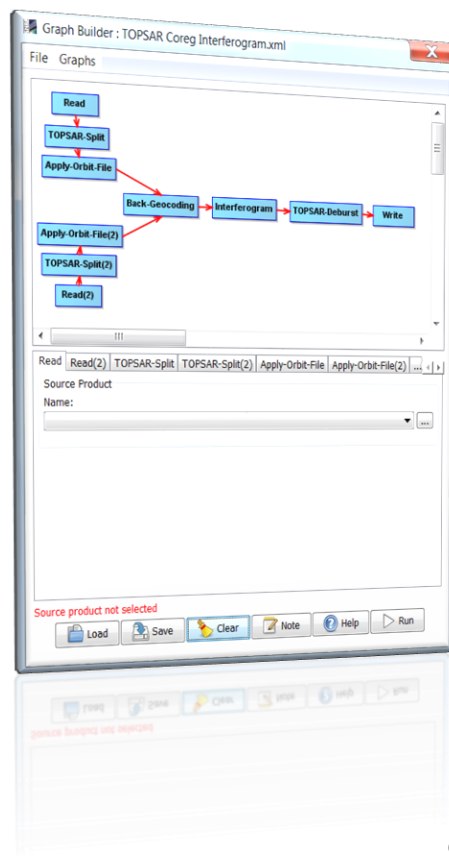 Graph Builder : TOPSAR Coreg Interferogram.xml
File Graphs
Read
TOPSAR-Split
Apply-Orbit-File
Back-Geocoding Interferogram TOPSAR-Deburst Write
Apply-Orbit-File(2)
TOPSAR-Split(2)
Read(2)
Read Read(2) TOPSAR-Split TOPSAR-Split(2) Apply-Orbit-File Apply-Orbit-File(2) ...
Source Product
Name:
...
Source product not selected
Load Save Clear Note Help Run